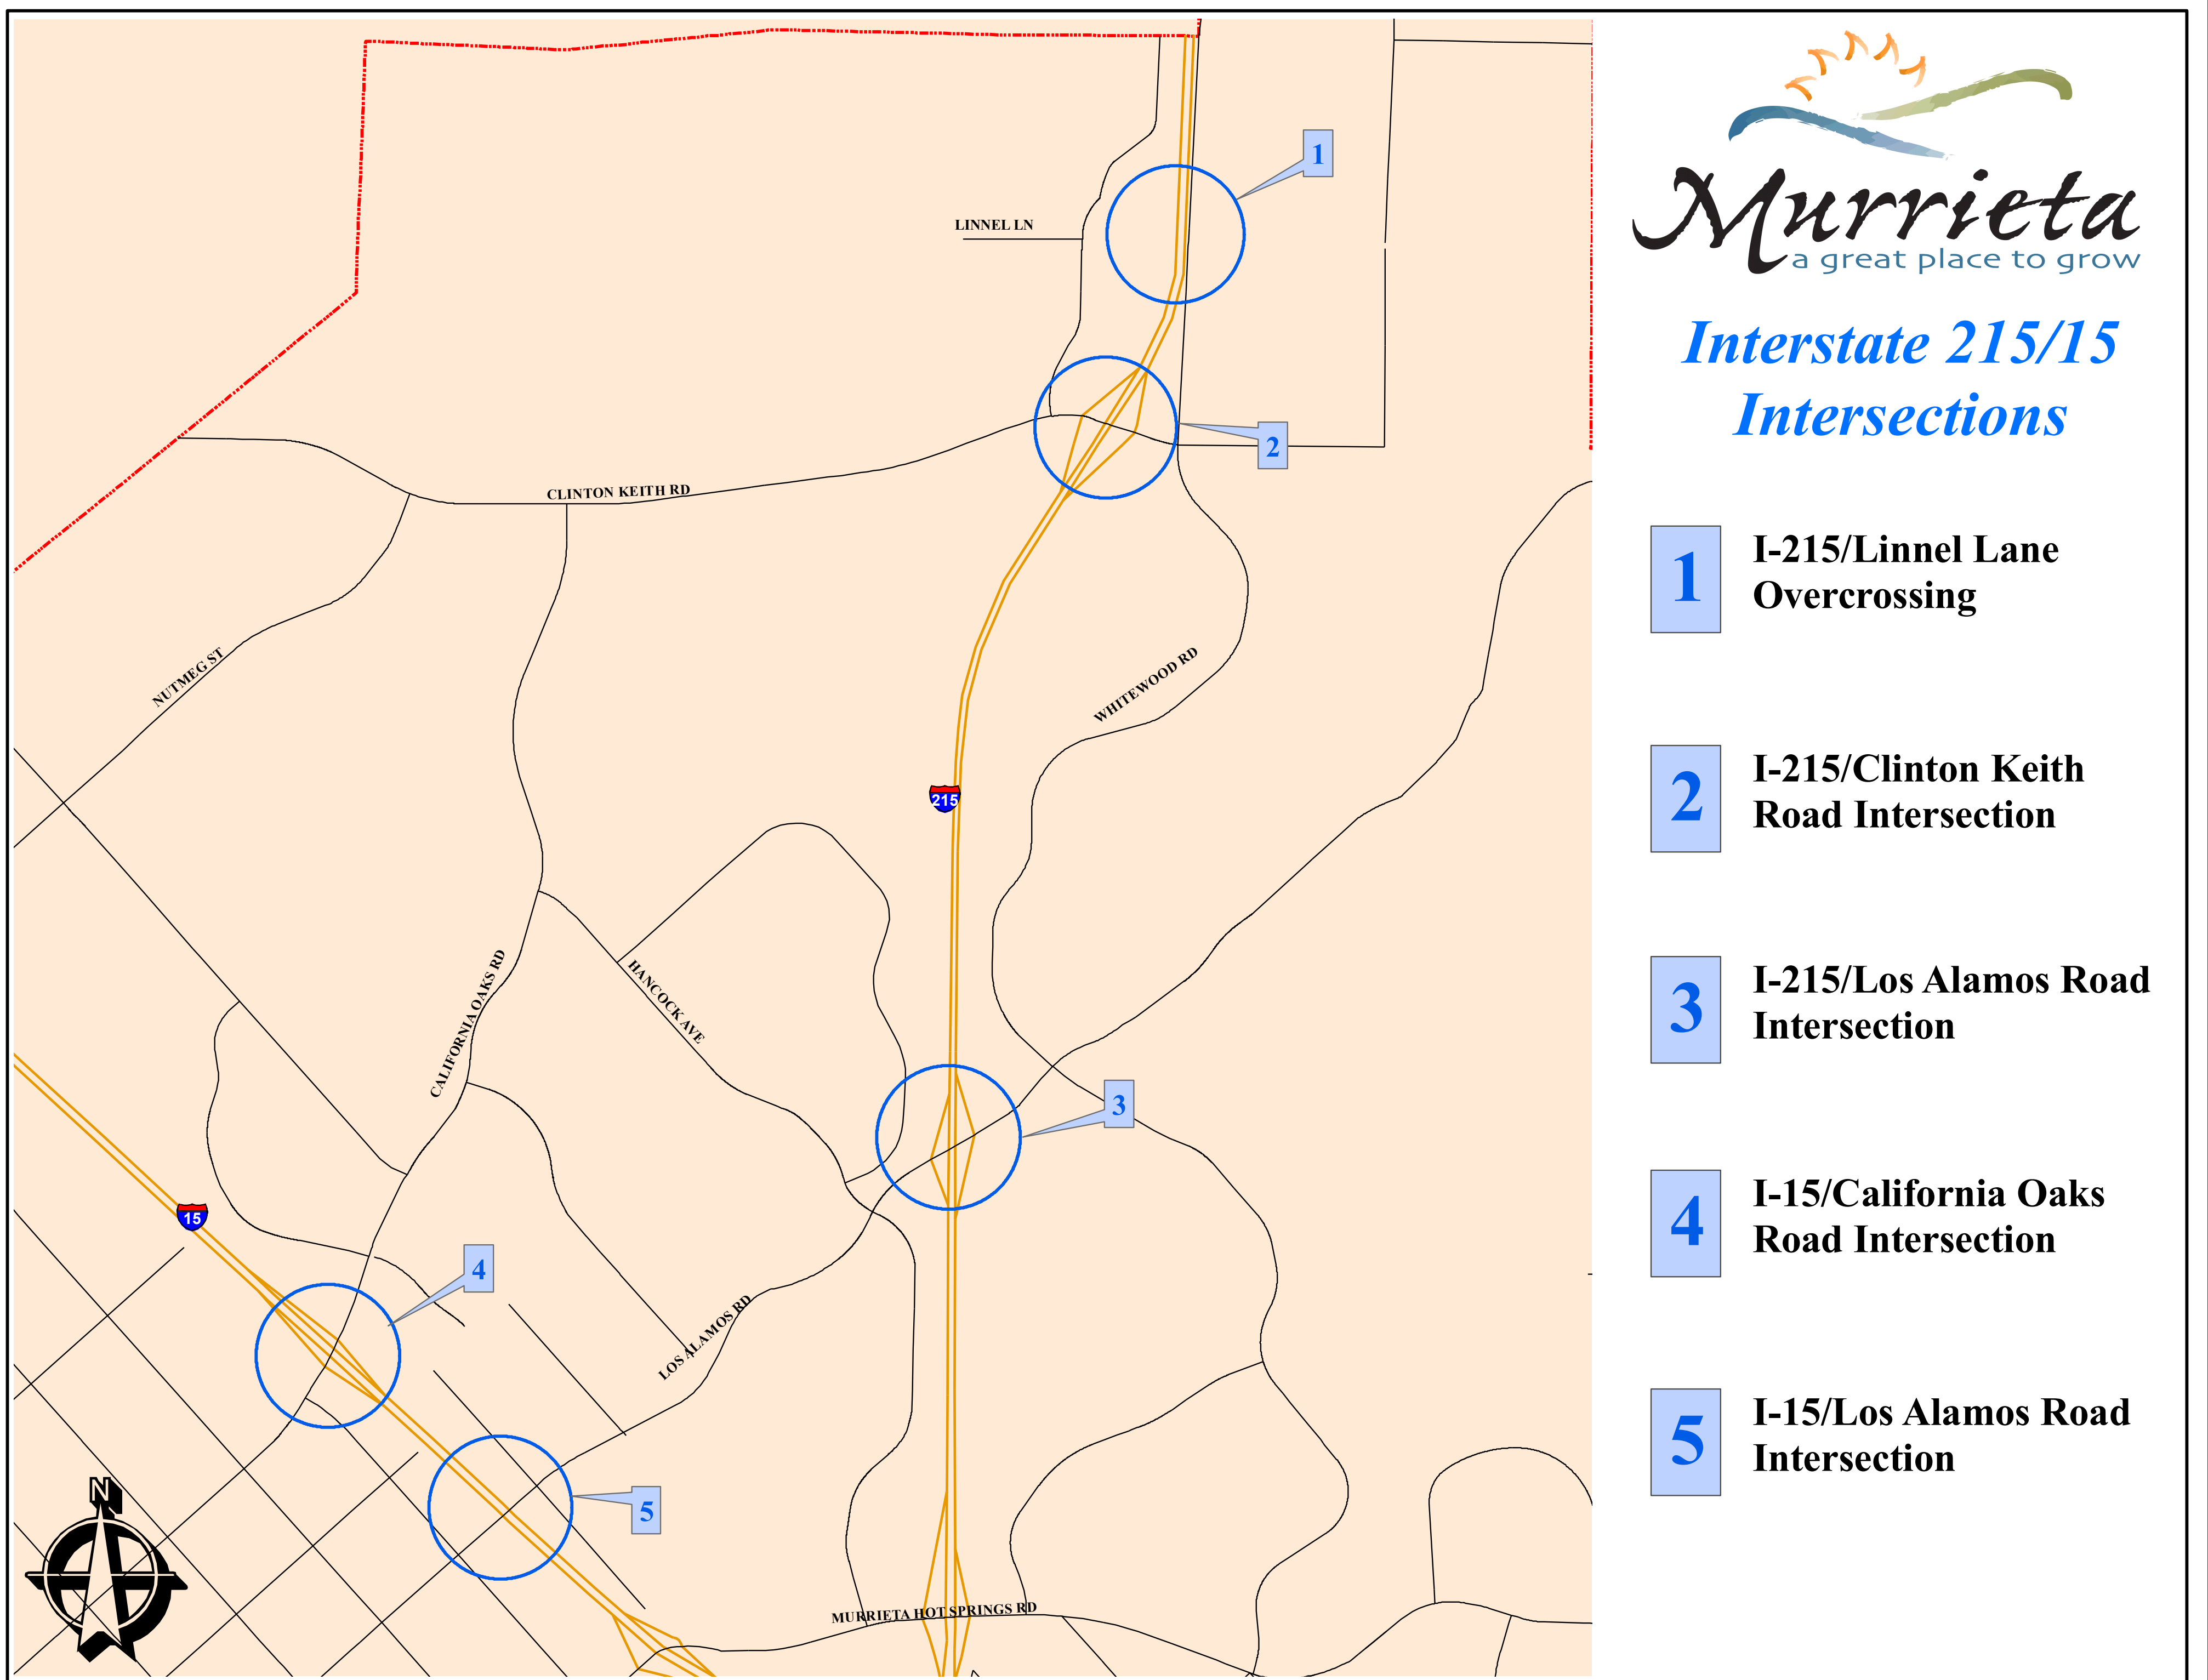 1
LINNEL LN
2
CLINTON KEITH RD
NUTMEG ST
WHITEWOOD RD
215
CALIFORNIA OAKS RD
HANCOCK AVE
3
15
4
LOS ALAMOS RD
N
5
MURRIETA HOT SPRINGS RD
Murrieta
a great place to grow
Interstate 215/15
Intersections
1
I-215/Linnel Lane
Overcrossing
2
I-215/Clinton Keith
Road Intersection
3
I-215/Los Alamos Road
Intersection
4
I-15/California Oaks
Road Intersection
5
I-15/Los Alamos Road
Intersection